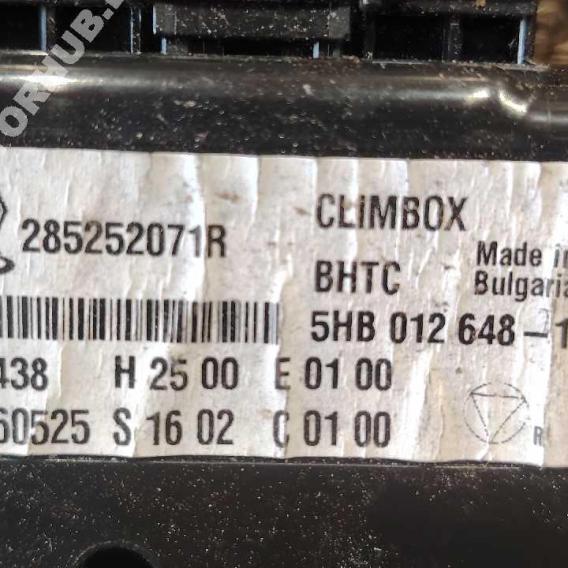 285252071R
CLIMBOX
BHTC
Made in
Bulgaria
5HB 012 648-1
438 H 25 00 E 01 00
60525 S 16 02 C 01 00
R